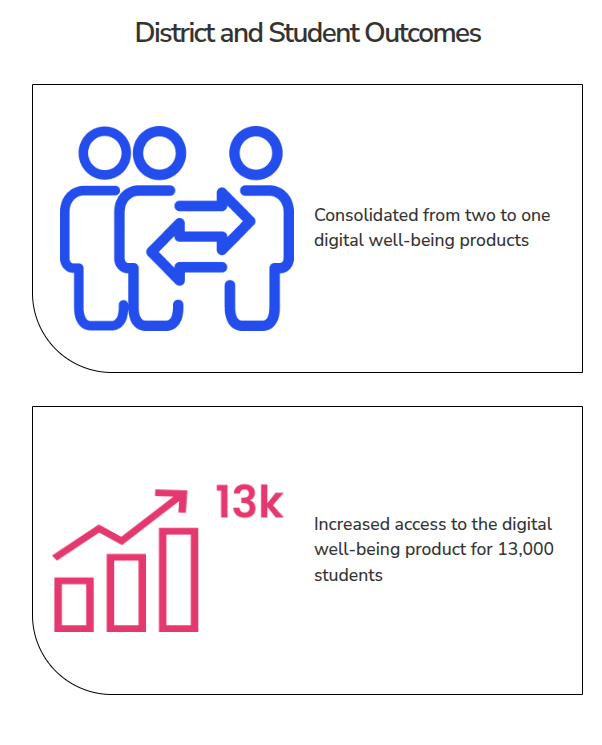 District and Student Outcomes
Consolidated from two to one
digital well-being products
13k
Increased access to the digital
well-being product for 13,000
students